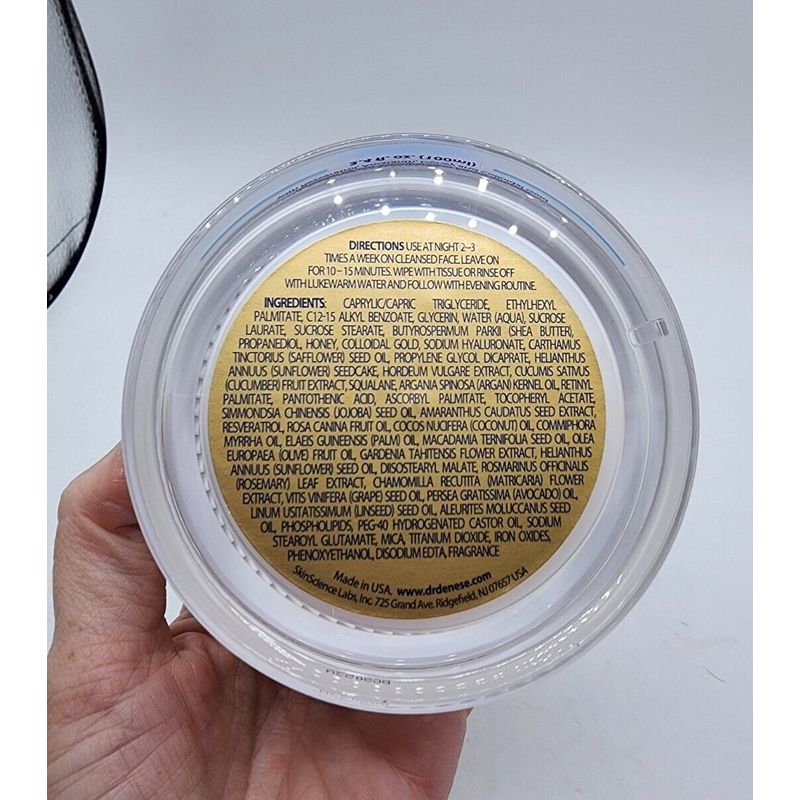 3.4 fl. oz. (100ml)
DIRECTIONS USE AT NIGHT 2-3
TIMES A WEEK ON CLEANSED FACE. LEAVE ON
FOR 10 - 15 MINUTES. WIPE WITH TISSUE OR RINSE OFF
WITH LUKEWARM WATER AND FOLLOW WITH EVENING ROUTINE.
INGREDIENTS: CAPRYLIC/CAPRIC TRIGLYCERIDE, ETHYLHEXYL
PALMITATE, C12-15 ALKYL BENZOATE, GLYCERIN, WATER (AQUA), SUCROSE
LAURATE, SUCROSE STEARATE, BUTYROSPERMUM PARKII (SHEA BUTTER),
PROPANEDIOL, HONEY, COLLOIDAL GOLD, SODIUM HYALURONATE, CARTHAMUS
TINCTORIUS (SAFFLOWER) SEED OIL, PROPYLENE GLYCOL DICAPRATE, HELIANTHUS
ANNUUS (SUNFLOWER) SEEDCAKE, HORDEUM VULGARE EXTRACT, CUCUMIS SATIVUS
(CUCUMBER) FRUIT EXTRACT, SQUALANE, ARGANIA SPINOSA (ARGAN) KERNEL OIL, RETINYL
PALMITATE, PANTOTHENIC ACID, ASCORBYL PALMITATE, TOCOPHERYL ACETATE,
SIMMONDSIA CHINENSIS (JOJOBA) SEED OIL, AMARANTHUS CAUDATUS SEED EXTRACT,
RESVERATROL, ROSA CANINA FRUIT OIL, COCOS NUCIFERA (COCONUT) OIL, COMMIPHORA
MYRRHA OIL, ELAEIS GUINEENSIS (PALM) OIL, MACADAMIA TERNIFOLIA SEED OIL, OLEA
EUROPAEA (OLIVE) FRUIT OIL, GARDENIA TAHITENSIS FLOWER EXTRACT, HELIANTHUS
ANNUUS (SUNFLOWER) SEED OIL, DIISOSTEARYL MALATE, ROSMARINUS OFFICINALIS
(ROSEMARY) LEAF EXTRACT, CHAMOMILLA RECUTITA (MATRICARIA) FLOWER
EXTRACT, VITIS VINIFERA (GRAPE) SEED OIL, PERSEA GRATISSIMA (AVOCADO) OIL,
LINUM USITATISSIMUM (LINSEED) OIL, ALEURITES MOLUCCANUS SEED
OIL, PHOSPHOLIPIDS, PEG-40 HYDROGENATED CASTOR OIL, SODIUM
STEAROYL GLUTAMATE, MICA, TITANIUM DIOXIDE, IRON OXIDES,
PHENOXYETHANOL, DISODIUM EDTA, FRAGRANCE
Made in USA. www.drdenese.com
SkinScience Labs, Inc. 725 Grand Ave. Ridgefield, NJ 07657 USA